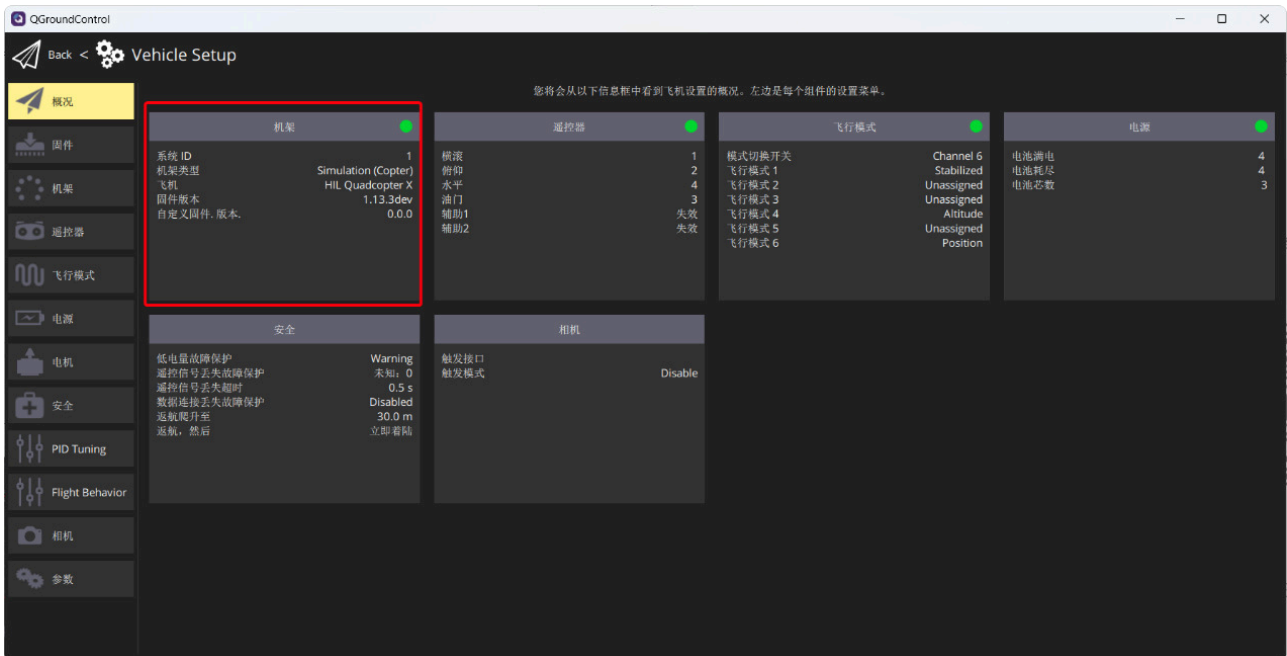 QGroundControl
Back < Vehicle Setup
您将会从以下信息框中看到飞机设置的概况。左边是每个组件的设置菜单。
概况
固件
机架
遥控器
飞行模式
电源
电机
安全
PID Tuning
Flight Behavior
相机
参数
机架
系统 ID 1
机架类型 Simulation (Copter)
飞机 HIL Quadcopter X
固件版本 1.13.3dev
自定义固件. 版本. 0.0.0
遥控器
横滚 1
俯仰 2
水平 4
油门 3
辅助1 失效
辅助2 失效
飞行模式
模式切换开关 Channel 6
飞行模式 1 Stabilized
飞行模式 2 Unassigned
飞行模式 3 Unassigned
飞行模式 4 Altitude
飞行模式 5 Unassigned
飞行模式 6 Position
电源
电池满电 4
电池耗尽 4
电池芯数 3
安全
低电量故障保护 Warning
遥控信号丢失故障保护 未知: 0
遥控信号丢失超时 0.5 s
数据连接丢失故障保护 Disabled
返航爬升至 30.0 m
返航，然后 立即着陆
相机
触发接口
触发模式 Disable